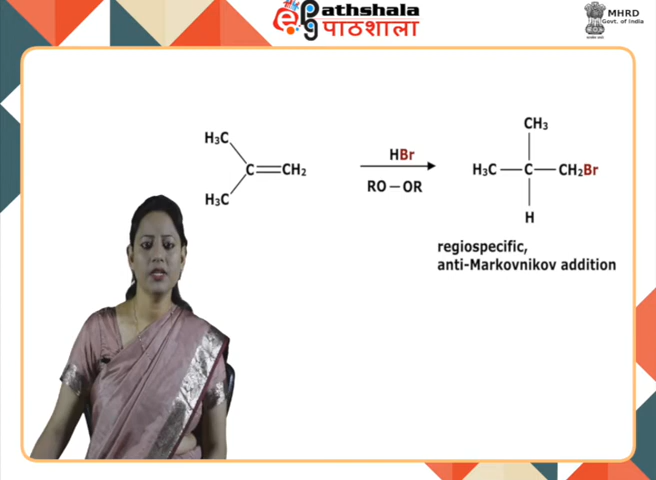 ePathshala
पाठशाला
MHRD
Govt. of India
H₃C
C
CH₂
H₃C
HBr
RO – OR
CH₃
H₃C
C
CH₂Br
H
regiospecific,
anti-Markovnikov addition